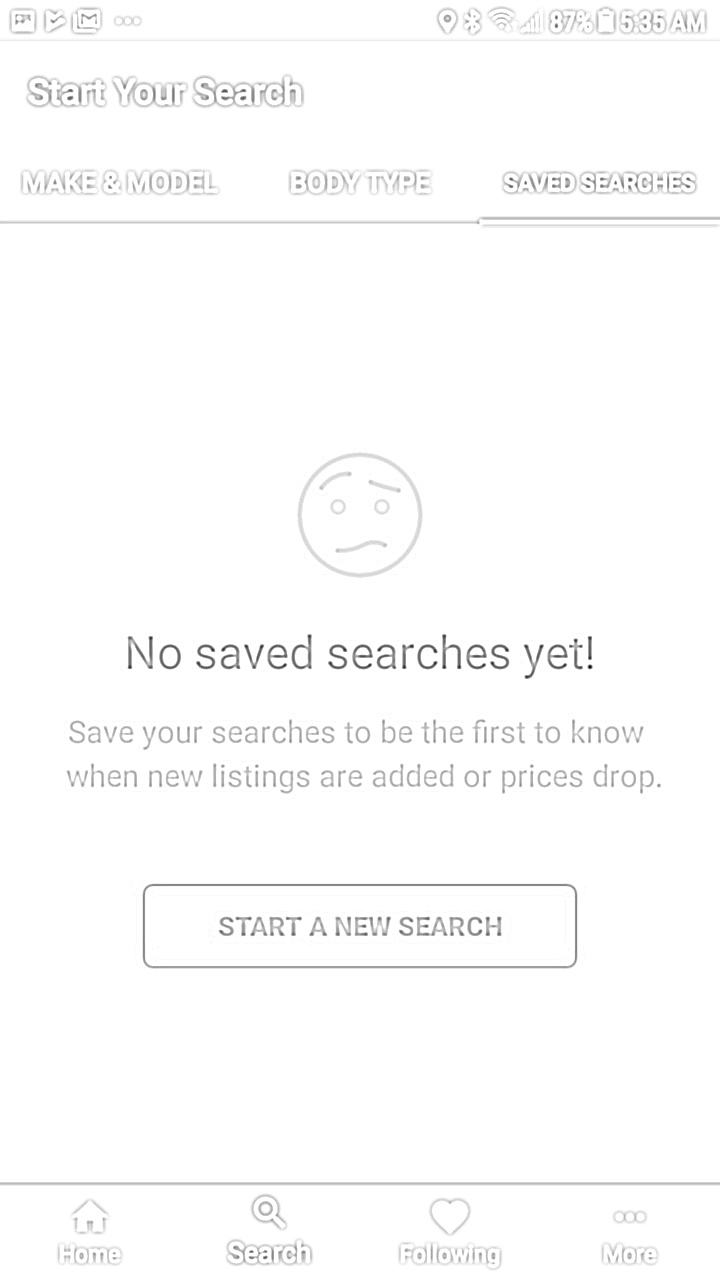 87% 5:35 AM
Start Your Search
MAKE & MODEL BODY TYPE SAVED SEARCHES
No saved searches yet!
Save your searches to be the first to know
when new listings are added or prices drop.
START A NEW SEARCH
Home Search Following More